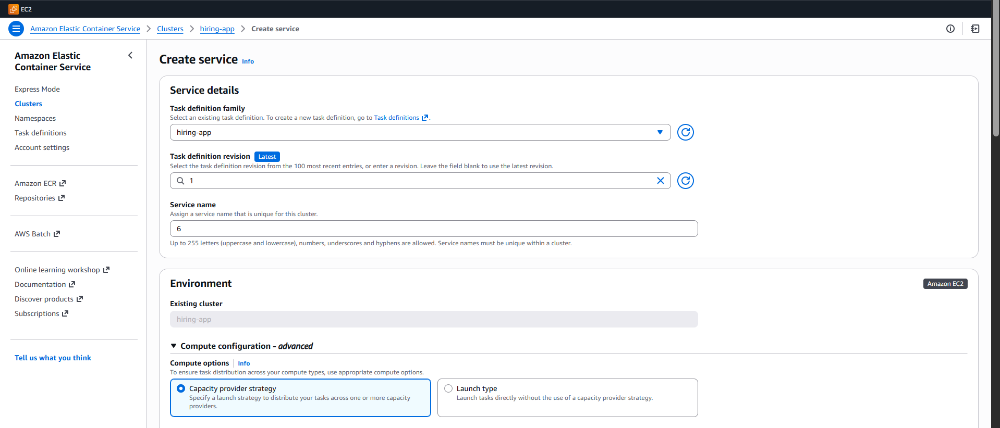 EC2
Amazon Elastic Container Service
Clusters
hiring-app
Create service
Amazon Elastic
Container Service
Express Mode
Clusters
Namespaces
Task definitions
Account settings
Amazon ECR
Repositories
AWS Batch
Online learning workshop
Documentation
Discover products
Subscriptions
Tell us what you think
Create service Info
Service details
Task definition family
Select an existing task definition. To create a new task definition, go to Task definitions .
hiring-app
Task definition revision Latest
Select the task definition revision from the 100 most recent entries, or enter a revision. Leave the field blank to use the latest revision.
1
Service name
Assign a service name that is unique for this cluster.
6
Up to 255 letters (uppercase and lowercase), numbers, underscores and hyphens are allowed. Service names must be unique within a cluster.
Environment
Amazon EC2
Existing cluster
hiring-app
Compute configuration - advanced
Compute options Info
To ensure task distribution across your compute types, use appropriate compute options.
Capacity provider strategy
Specify a launch strategy to distribute your tasks across one or more capacity
providers.
Launch type
Launch tasks directly without the use of a capacity provider strategy.